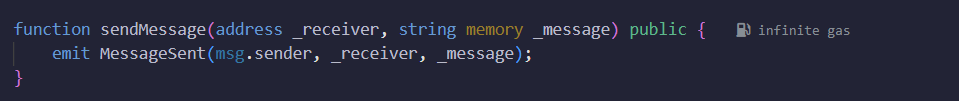 function sendMessage(address _receiver, string memory _message) public {    infinite gas
    emit MessageSent(msg.sender, _receiver, _message);
}